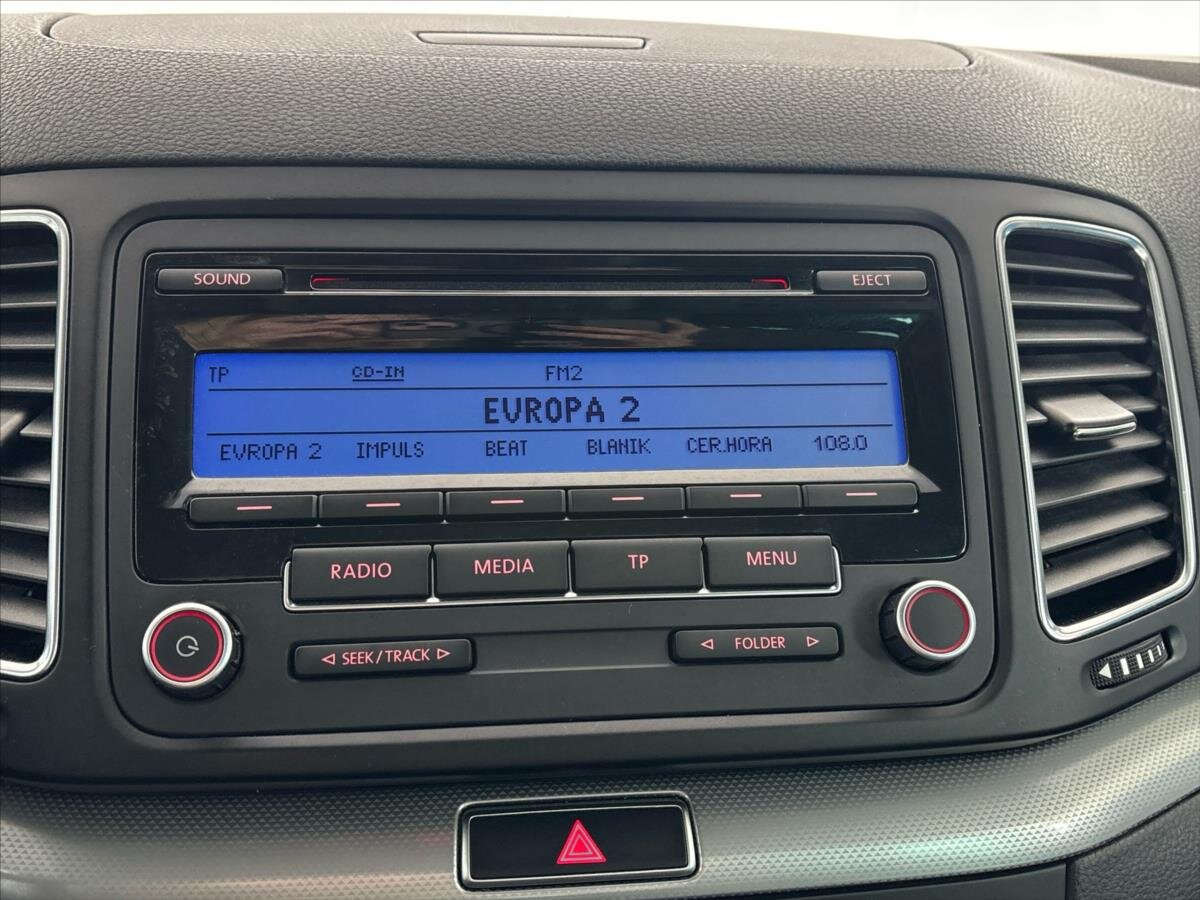 SOUND EJECT
TP CD-IN FM2
EVROPA 2
EVROPA 2 IMPULS BEAT BLANIK CER.HORA 108.0
RADIO MEDIA TP MENU
SEEK/TRACK FOLDER